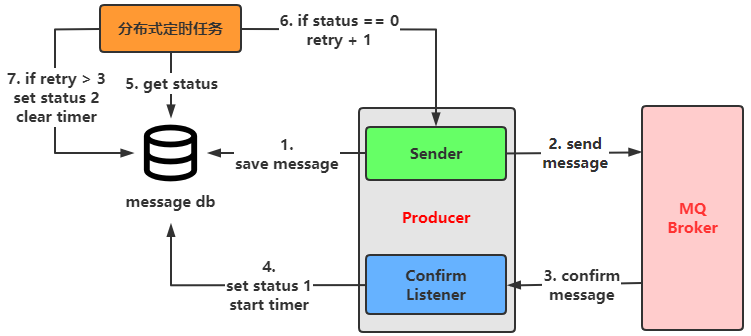 分布式定时任务
6. if status == 0
retry + 1
7. if retry > 3
set status 2
clear timer
5. get status
1.
save message
Sender
2. send
message
message db
Producer
MQ
Broker
4.
set status 1
start timer
Confirm
Listener
3. confirm
message